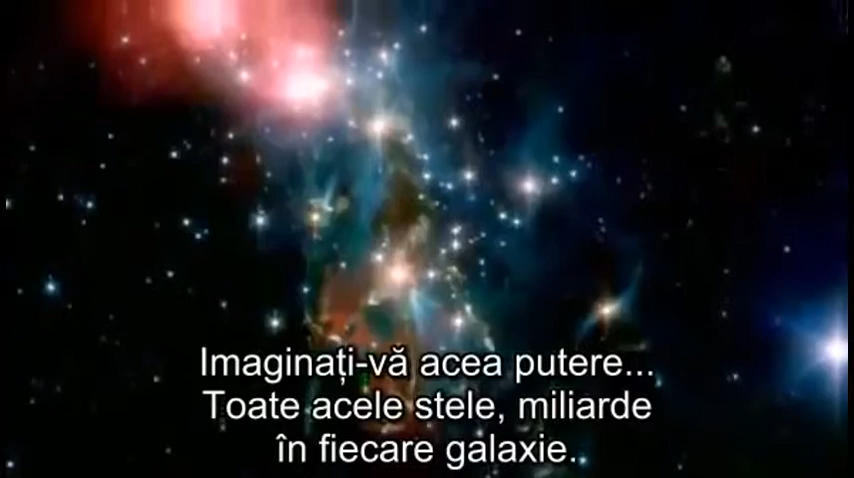 Imaginați-vă acea putere...
Toate acele stele, miliarde
în fiecare galaxie..